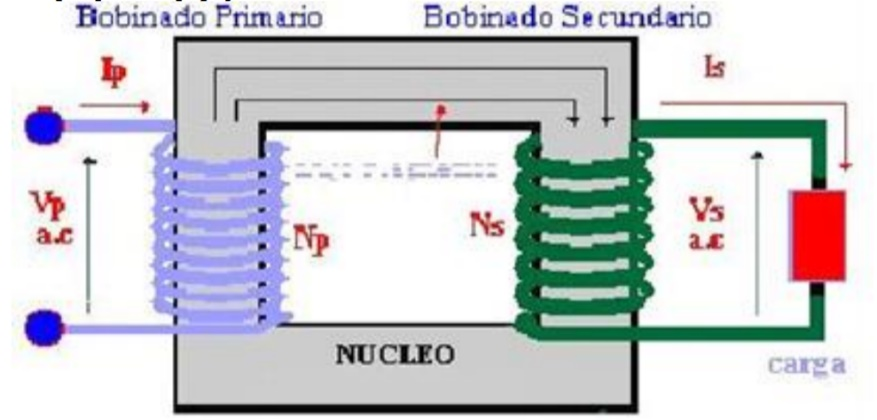 Bobinado Primario
Bobinado Secundario
Ip
Is
Vp
a.c
Np
Ns
Vs
a.c
NUCLEO
carga